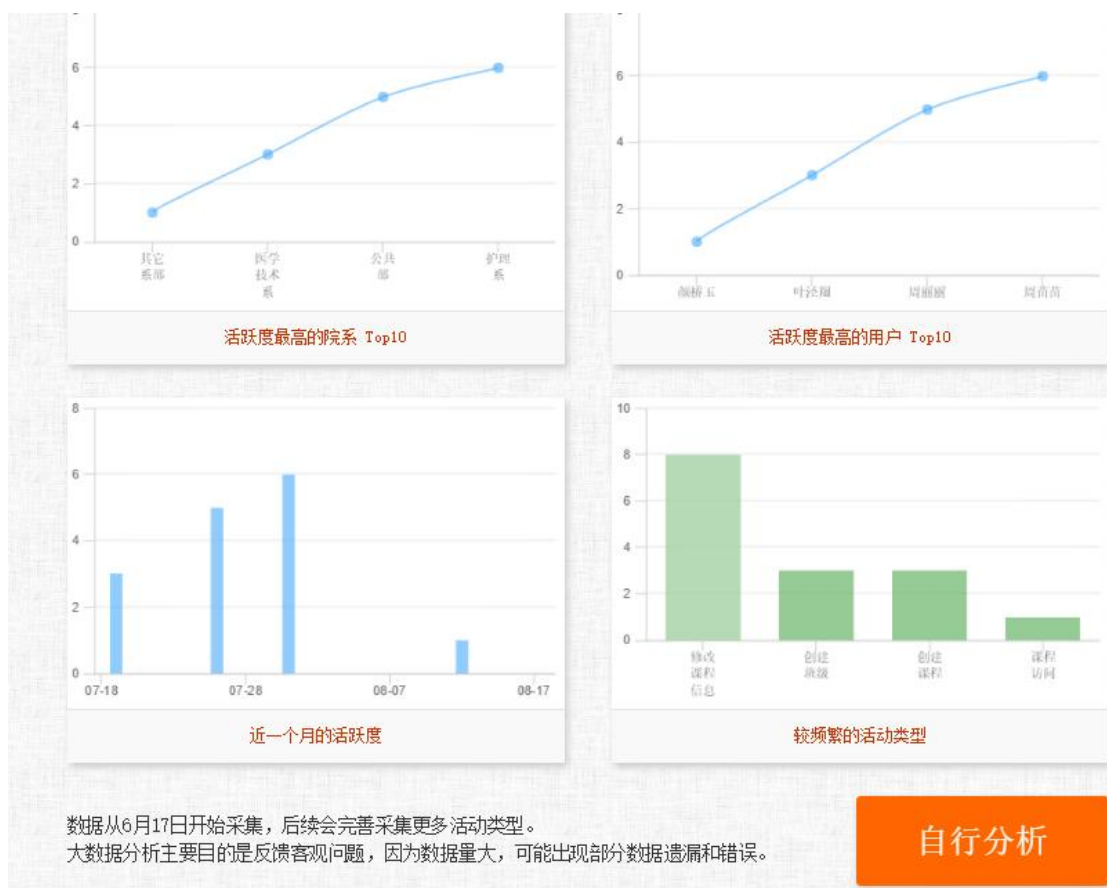 8
6
4
2
0
其它
系部
医学
技术
系
公共
部
护理
系
活跃度最高的院系 Top10
8
6
4
2
0
颜桥玉
叶泾翔
周丽丽
周苗苗
活跃度最高的用户 Top10
8
6
4
2
0
07-18
07-28
08-07
08-17
近一个月的活跃度
10
8
6
4
2
0
修改
课程
信息
创建
班级
创建
课程
课程
访问
较频繁的活动类型
数据从6月17日开始采集，后续会完善采集更多活动类型。
大数据分析主要目的是反馈客观问题，因为数据量大，可能出现部分数据遗漏和错误。
自行分析